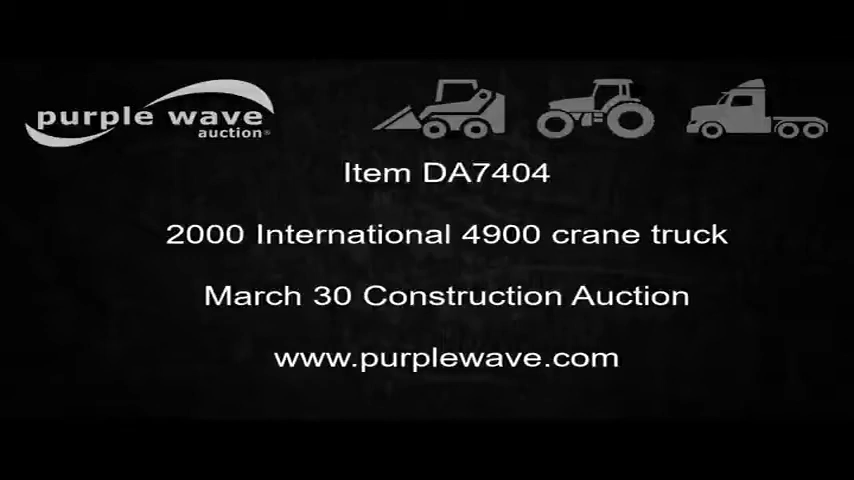 purple wave
auction®
Item DA7404
2000 International 4900 crane truck
March 30 Construction Auction
www.purplewave.com